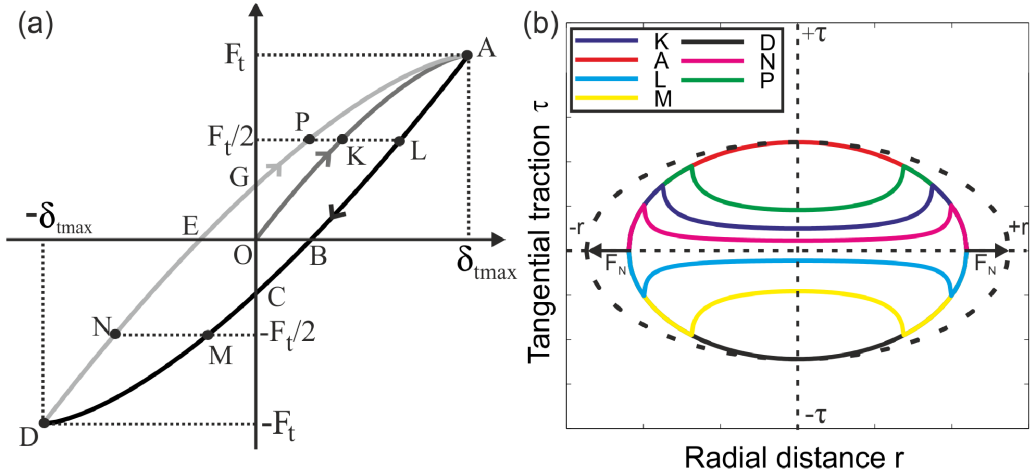 (a)
F_t
A
P
F_t/2
K
L
G
-δ_tmax
E
O
B
δ_tmax
C
N
M
-F_t/2
D
-F_t
(b)
+τ
K D
A N
L P
M
Tangential traction τ
-r +r
F_N F_N
-τ
Radial distance r